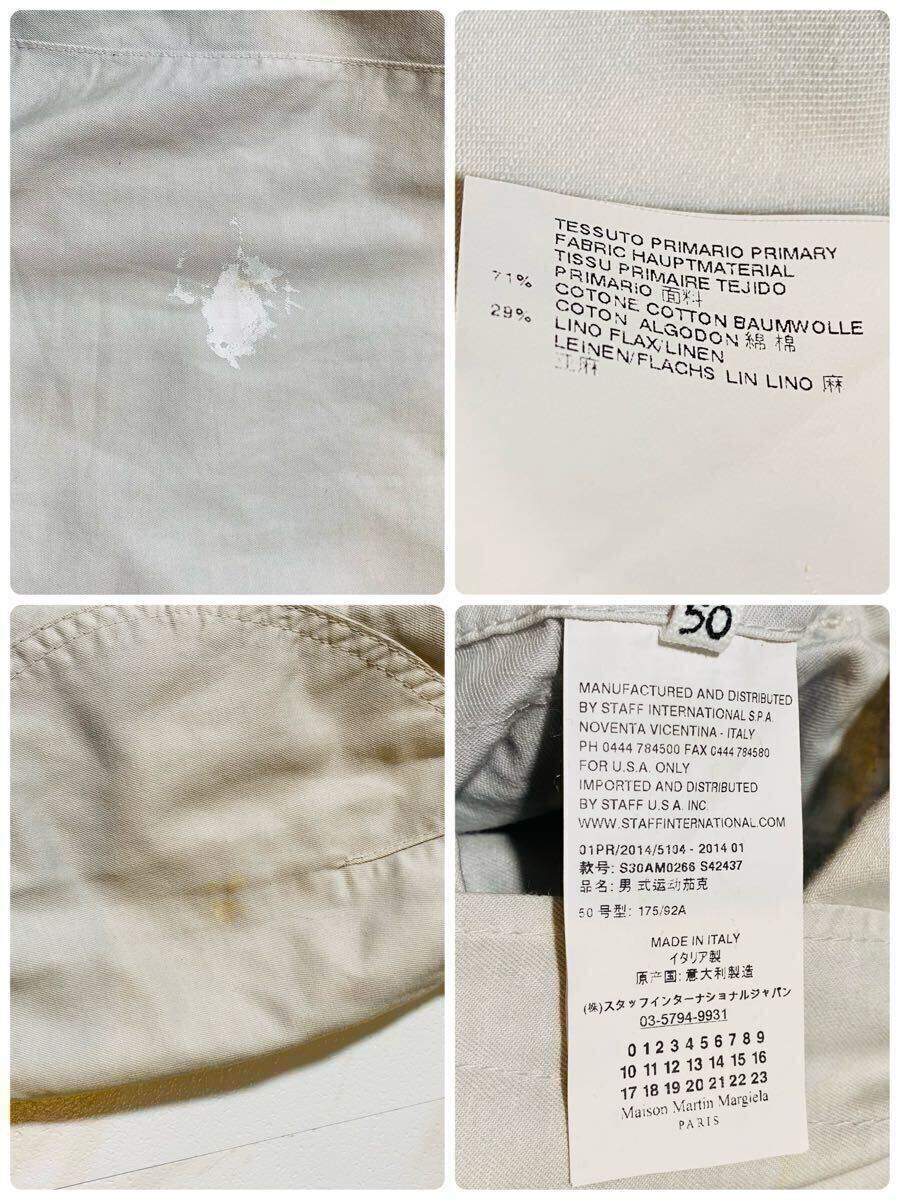 TESSUTO PRIMARIO PRIMARY
FABRIC HAUPTMATERIAL
TISSU PRIMAIRE TEJIDO
71% PRIMARIO 面料
COTONE COTTON BAUMWOLLE
29% COTON ALGODON 綿 棉
LINO FLAX/LINEN
LEINEN/FLACHS LIN LINO 麻
亚麻
50
MANUFACTURED AND DISTRIBUTED
BY STAFF INTERNATIONAL S.P.A.
NOVENTA VICENTINA - ITALY
PH 0444 784500 FAX 0444 784580
FOR U.S.A. ONLY
IMPORTED AND DISTRIBUTED
BY STAFF U.S.A. INC.
WWW.STAFFINTERNATIONAL.COM
01PR/2014/5104 - 2014 01
款号: S30AM0266 S42437
品名: 男 式运动茄克
50 号型: 175/92A
MADE IN ITALY
イタリア製
原产国: 意大利製造
(株)スタッフインターナショナルジャパン
03-5794-9931
0 1 2 3 4 5 6 7 8 9
10 11 12 13 14 15 16
17 18 19 20 21 22 23
Maison Martin Margiela
PARIS